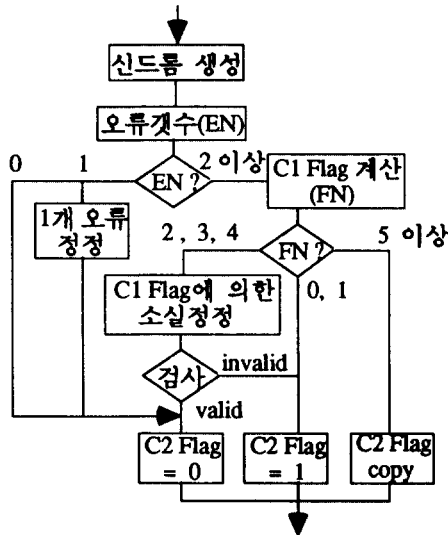 신드롬 생성
오류갯수(EN)
0
1
EN ?
2 이상
C1 Flag 계산
(FN)
1개 오류
정정
2 , 3, 4
FN ?
5 이상
0, 1
C1 Flag에 의한
소실정정
검사
invalid
valid
C2 Flag
= 0
C2 Flag
= 1
C2 Flag
copy